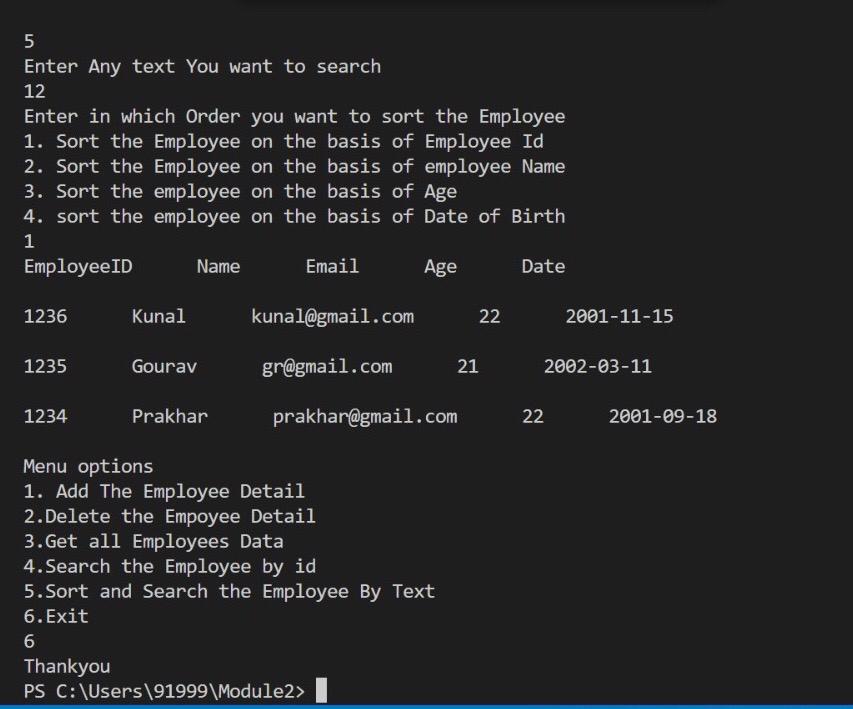 5
Enter Any text You want to search
12
Enter in which Order you want to sort the Employee
1. Sort the Employee on the basis of Employee Id
2. Sort the Employee on the basis of employee Name
3. Sort the employee on the basis of Age
4. sort the employee on the basis of Date of Birth
1
EmployeeID      Name      Email      Age      Date
1236      Kunal      kunal@gmail.com      22      2001-11-15
1235      Gourav      gr@gmail.com      21      2002-03-11
1234      Prakhar      prakhar@gmail.com      22      2001-09-18
Menu options
1. Add The Employee Detail
2.Delete the Empoyee Detail
3.Get all Employees Data
4.Search the Employee by id
5.Sort and Search the Employee By Text
6.Exit
6
Thankyou
PS C:\Users\91999\Module2>